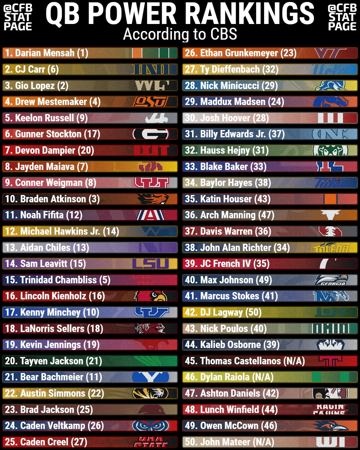 @CFB
STAT
PAGE
QB POWER RANKINGS
According to CBS
@CFB
STAT
PAGE
1. Darian Mensah (1)
2. CJ Carr (6)
3. Gio Lopez (2)
4. Drew Mestemaker (4)
5. Keelon Russell (9)
6. Gunner Stockton (17)
7. Devon Dampier (20)
8. Jayden Maiava (7)
9. Conner Weigman (8)
10. Braden Atkinson (3)
11. Noah Fifita (12)
12. Michael Hawkins Jr. (14)
13. Aidan Chiles (13)
14. Sam Leavitt (15)
15. Trinidad Chambliss (5)
16. Lincoln Kienholz (16)
17. Kenny Minchey (10)
18. LaNorris Sellers (18)
19. Kevin Jennings (19)
20. Tayven Jackson (21)
21. Bear Bachmeier (11)
22. Austin Simmons (22)
23. Brad Jackson (25)
24. Caden Veltkamp (26)
25. Caden Creel (27)
26. Ethan Grunkemeyer (23)
27. Ty Dieffenbach (32)
28. Nick Minicucci (29)
29. Maddux Madsen (24)
30. Josh Hoover (28)
31. Billy Edwards Jr. (37)
32. Hauss Hejny (31)
33. Blake Baker (33)
34. Baylor Hayes (38)
35. Katin Houser (43)
36. Arch Manning (47)
37. Davis Warren (36)
38. John Alan Richter (34)
39. JC French IV (35)
40. Max Johnson (49)
41. Marcus Stokes (41)
42. DJ Lagway (50)
43. Nick Poulos (40)
44. Kalieb Osborne (39)
45. Thomas Castellanos (N/A)
46. Dylan Raiola (N/A)
47. Ashton Daniels (42)
48. Lunch Winfield (44)
49. Owen McCown (46)
50. John Mateer (N/A)